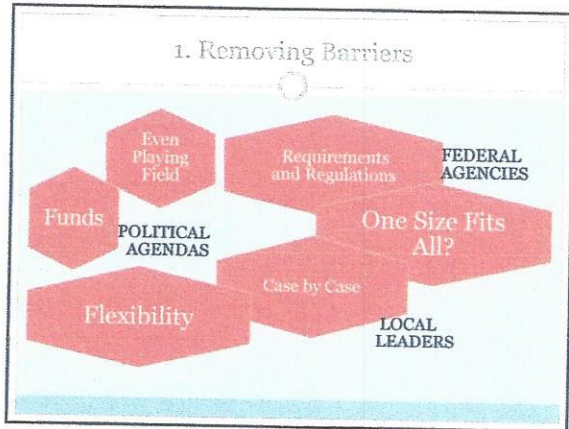 1. Removing Barriers
Even
Playing
Field
Requirements
and Regulations
FEDERAL
AGENCIES
Funds
POLITICAL
AGENDAS
One Size Fits
All?
Case by Case
Flexibility
LOCAL
LEADERS